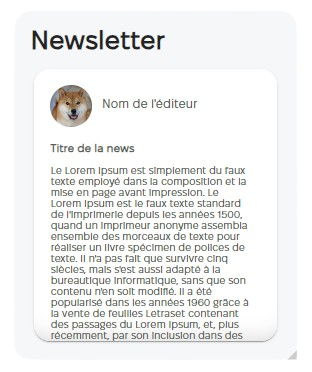 Newsletter
Nom de l'éditeur
Titre de la news
Le Lorem Ipsum est simplement du faux
texte employé dans la composition et la
mise en page avant impression. Le
Lorem Ipsum est le faux texte standard
de l'imprimerie depuis les années 1500,
quand un imprimeur anonyme assembla
ensemble des morceaux de texte pour
réaliser un livre spécimen de polices de
texte. Il n'a pas fait que survivre cinq
siècles, mais s'est aussi adapté à la
bureautique informatique, sans que son
contenu n'en soit modifié. Il a été
popularisé dans les années 1960 grâce à
la vente de feuilles Letraset contenant
des passages du Lorem Ipsum, et, plus
récemment, par son inclusion dans des